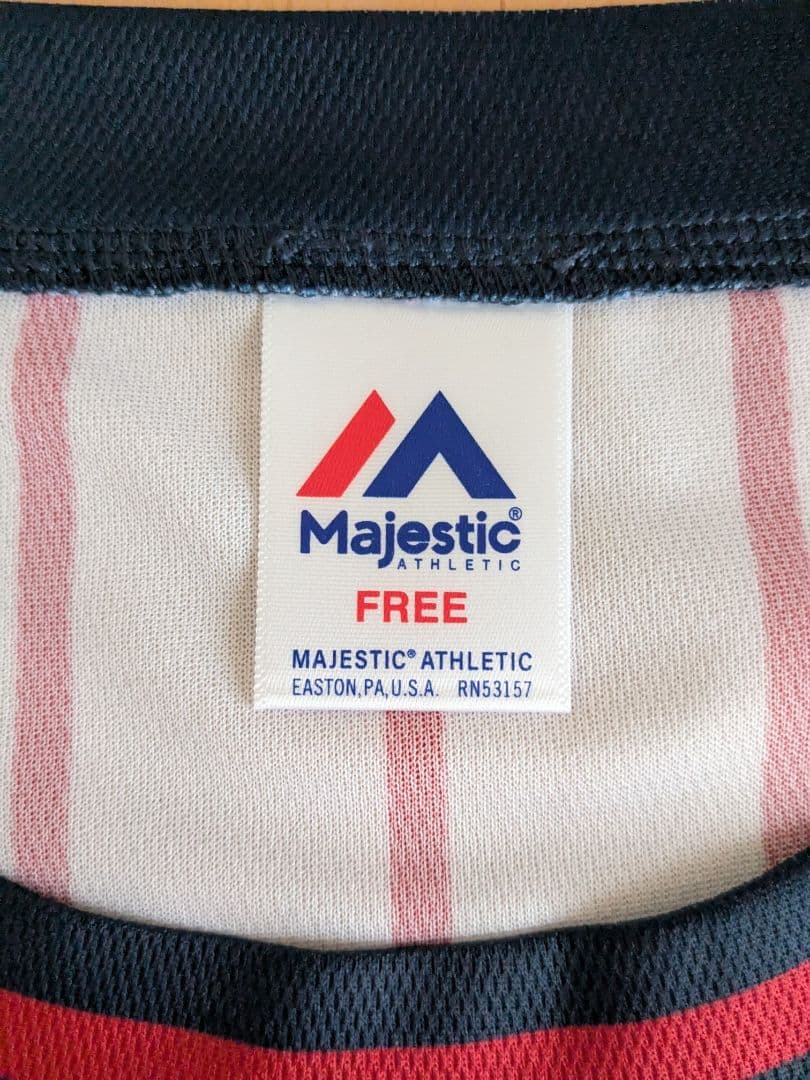 Majestic®
ATHLETIC
FREE
MAJESTIC® ATHLETIC
EASTON, PA, U.S.A. RN53157